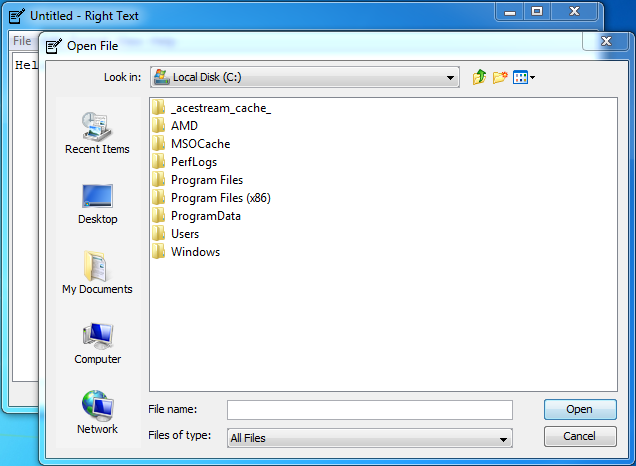 Untitled - Right Text
File
Help
Open File
Hel
Look in:
Local Disk (C:)
Recent Items
Desktop
My Documents
Computer
Network
_acestream_cache_
AMD
MSOCache
PerfLogs
Program Files
Program Files (x86)
ProgramData
Users
Windows
File name:
Open
Files of type:
All Files
Cancel